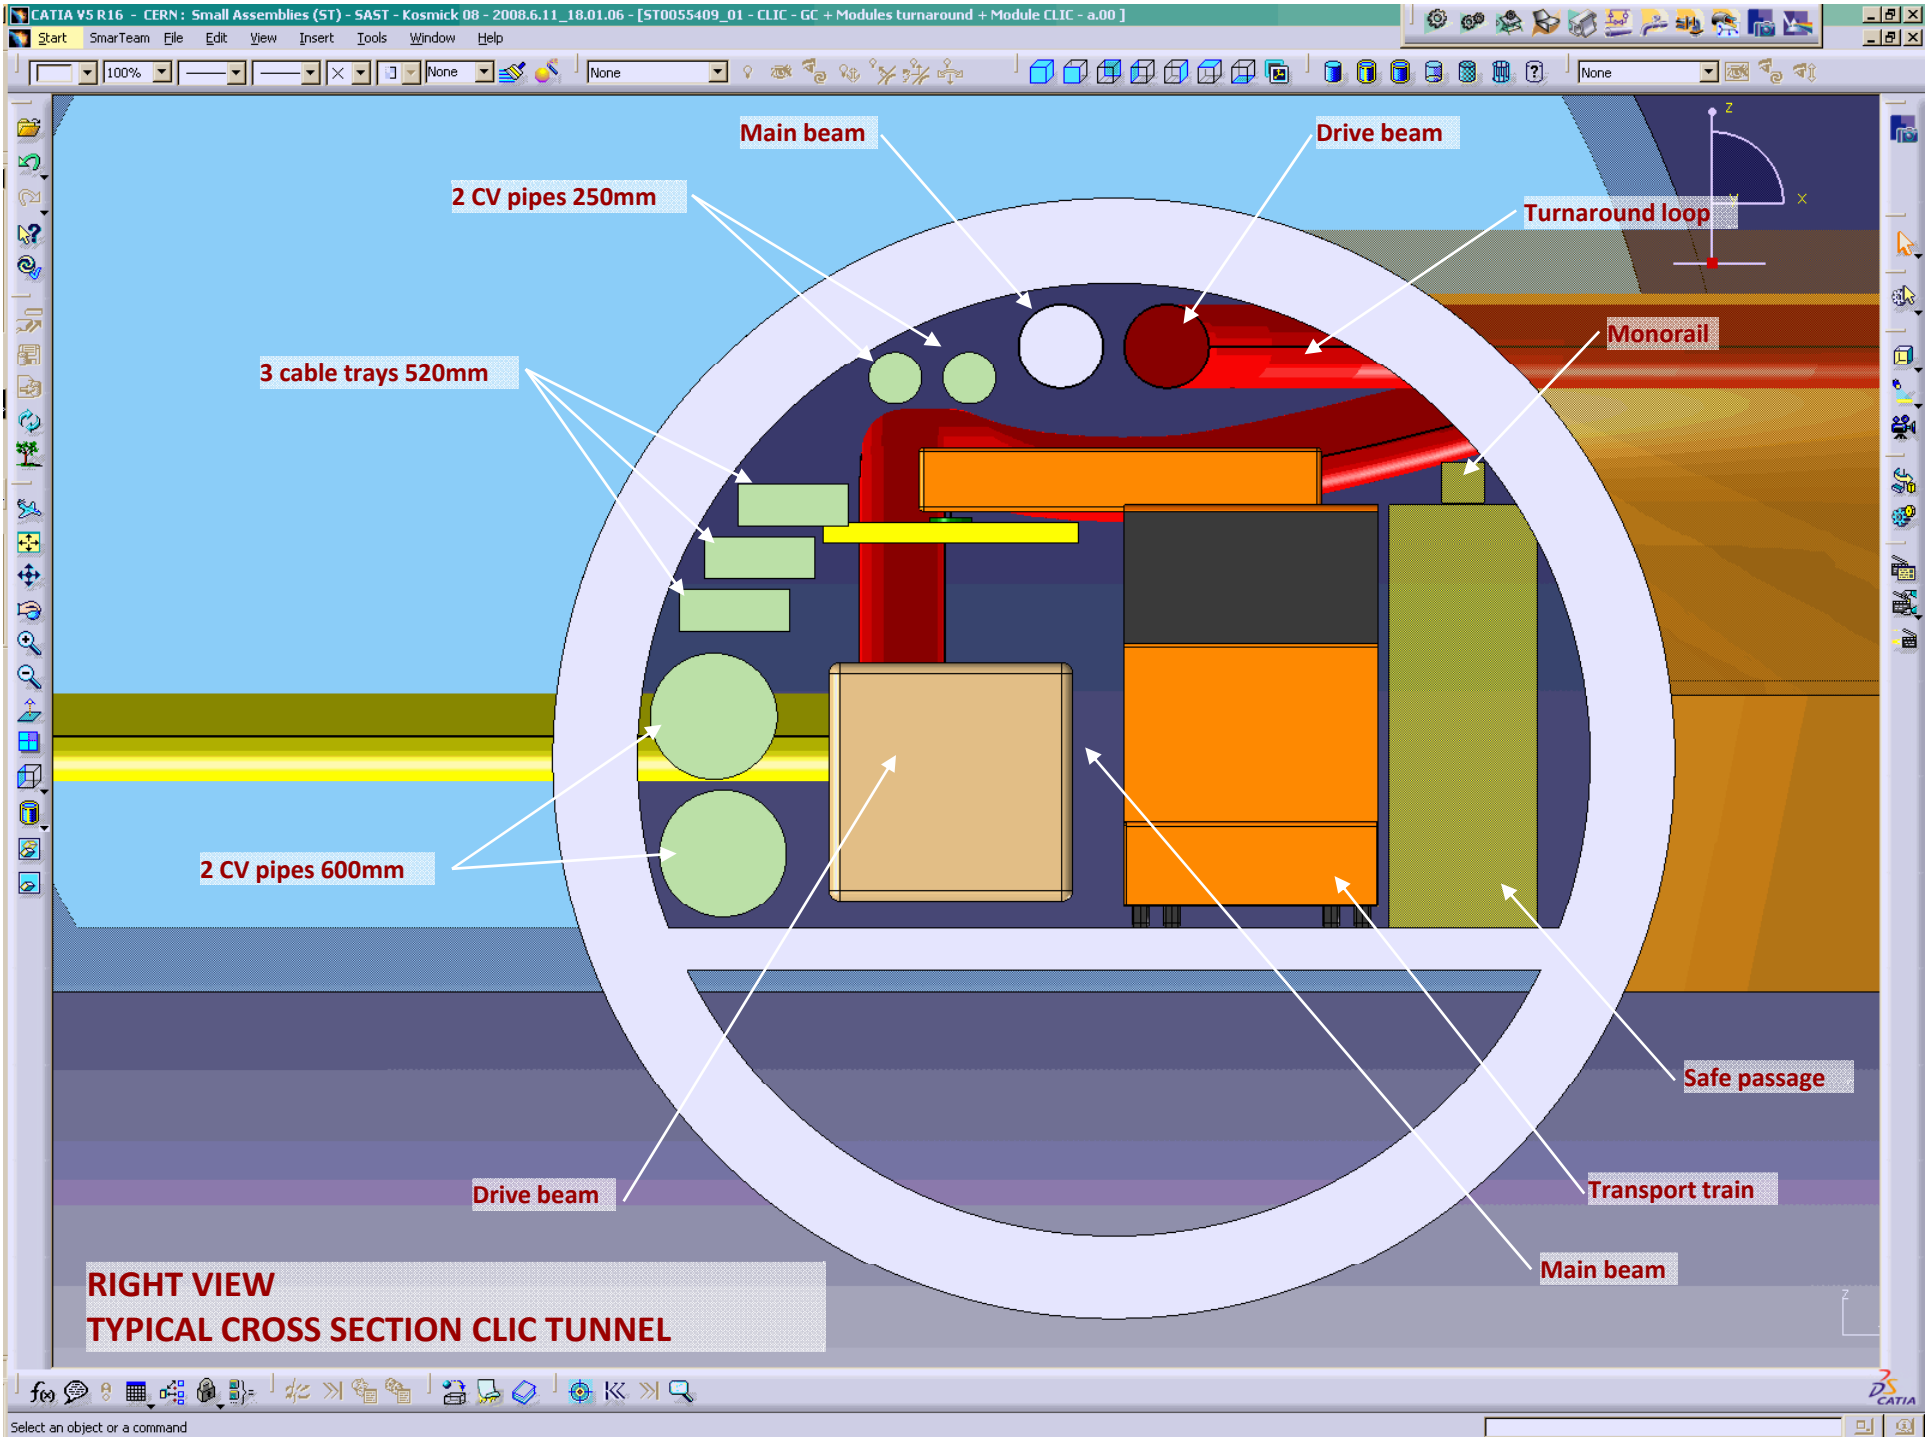 CATIA V5 R16 - CERN : Small Assemblies (ST) - SAST - Kosmick 08 - 2008.6.11_18.01.06 - [ST0055409_01 - CLIC - GC + Modules turnaround + Module CLIC - a.00 ]
Start SmarTeam File Edit View Insert Tools Window Help
100% None None None
z
x
y
Main beam
Drive beam
2 CV pipes 250mm
Turnaround loop
Monorail
3 cable trays 520mm
2 CV pipes 600mm
Safe passage
Drive beam
Transport train
Main beam
RIGHT VIEW
TYPICAL CROSS SECTION CLIC TUNNEL
z
f(x)
DS
CATIA
Select an object or a command